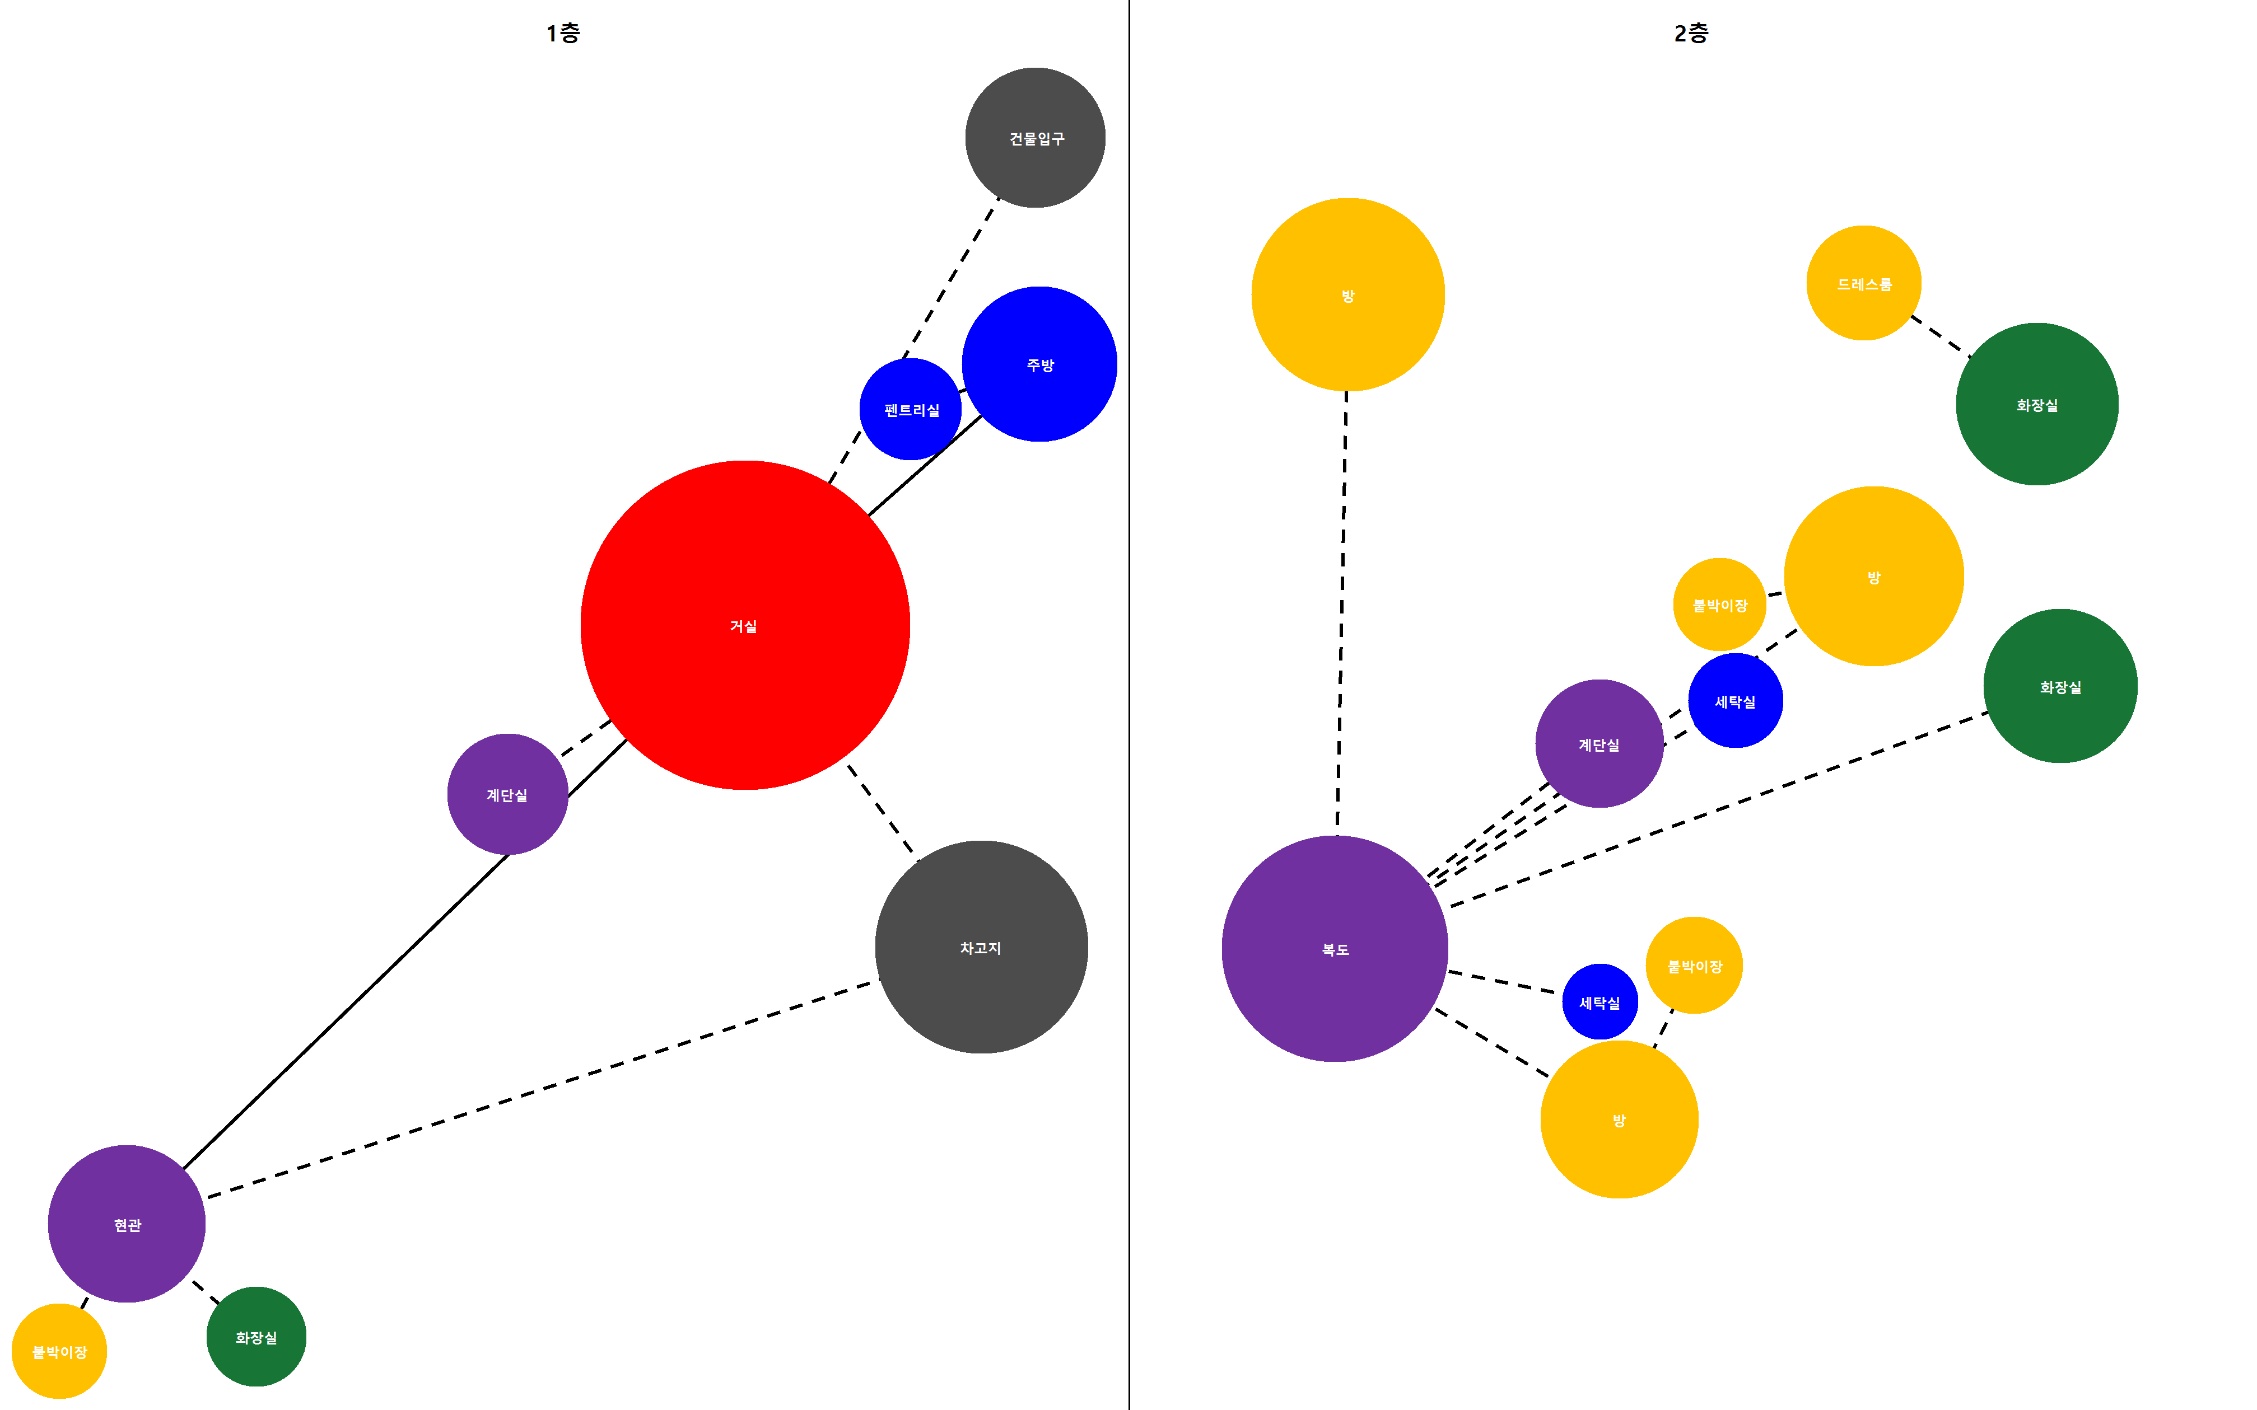 1층
건물입구
주방
펜트리실
거실
계단실
차고지
현관
화장실
붙박이장
2층
드레스룸
방
화장실
방
붙박이장
화장실
세탁실
계단실
복도
붙박이장
세탁실
방